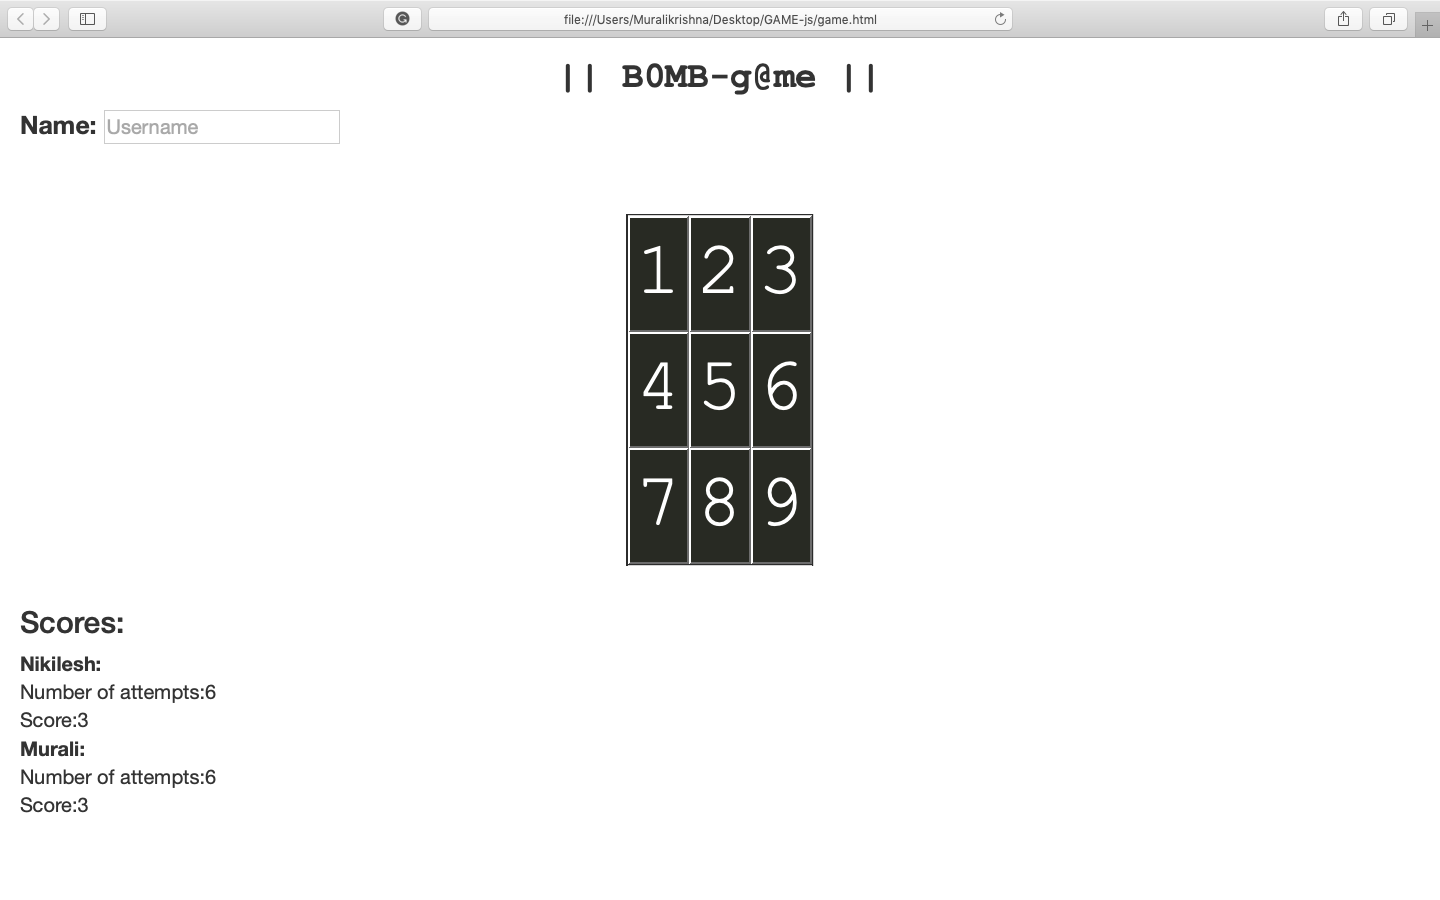 file:///Users/Muralikrishna/Desktop/GAME-js/game.html
|| B0MB-g@me ||
Name: Username
1 2 3
4 5 6
7 8 9
Scores:
Nikilesh:
Number of attempts:6
Score:3
Murali:
Number of attempts:6
Score:3